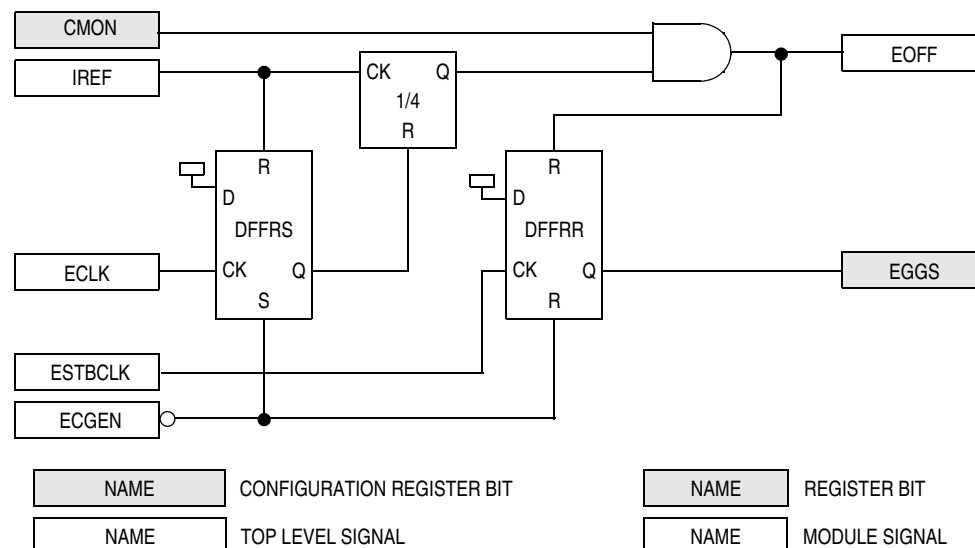 CMON
IREF
EOFF
CK Q
1/4
R
R
D
DFFRS
CK Q
S
R
D
DFFRR
CK Q
R
ECLK
EGGS
ESTBCLK
ECGEN
NAME CONFIGURATION REGISTER BIT
NAME REGISTER BIT
NAME TOP LEVEL SIGNAL
NAME MODULE SIGNAL